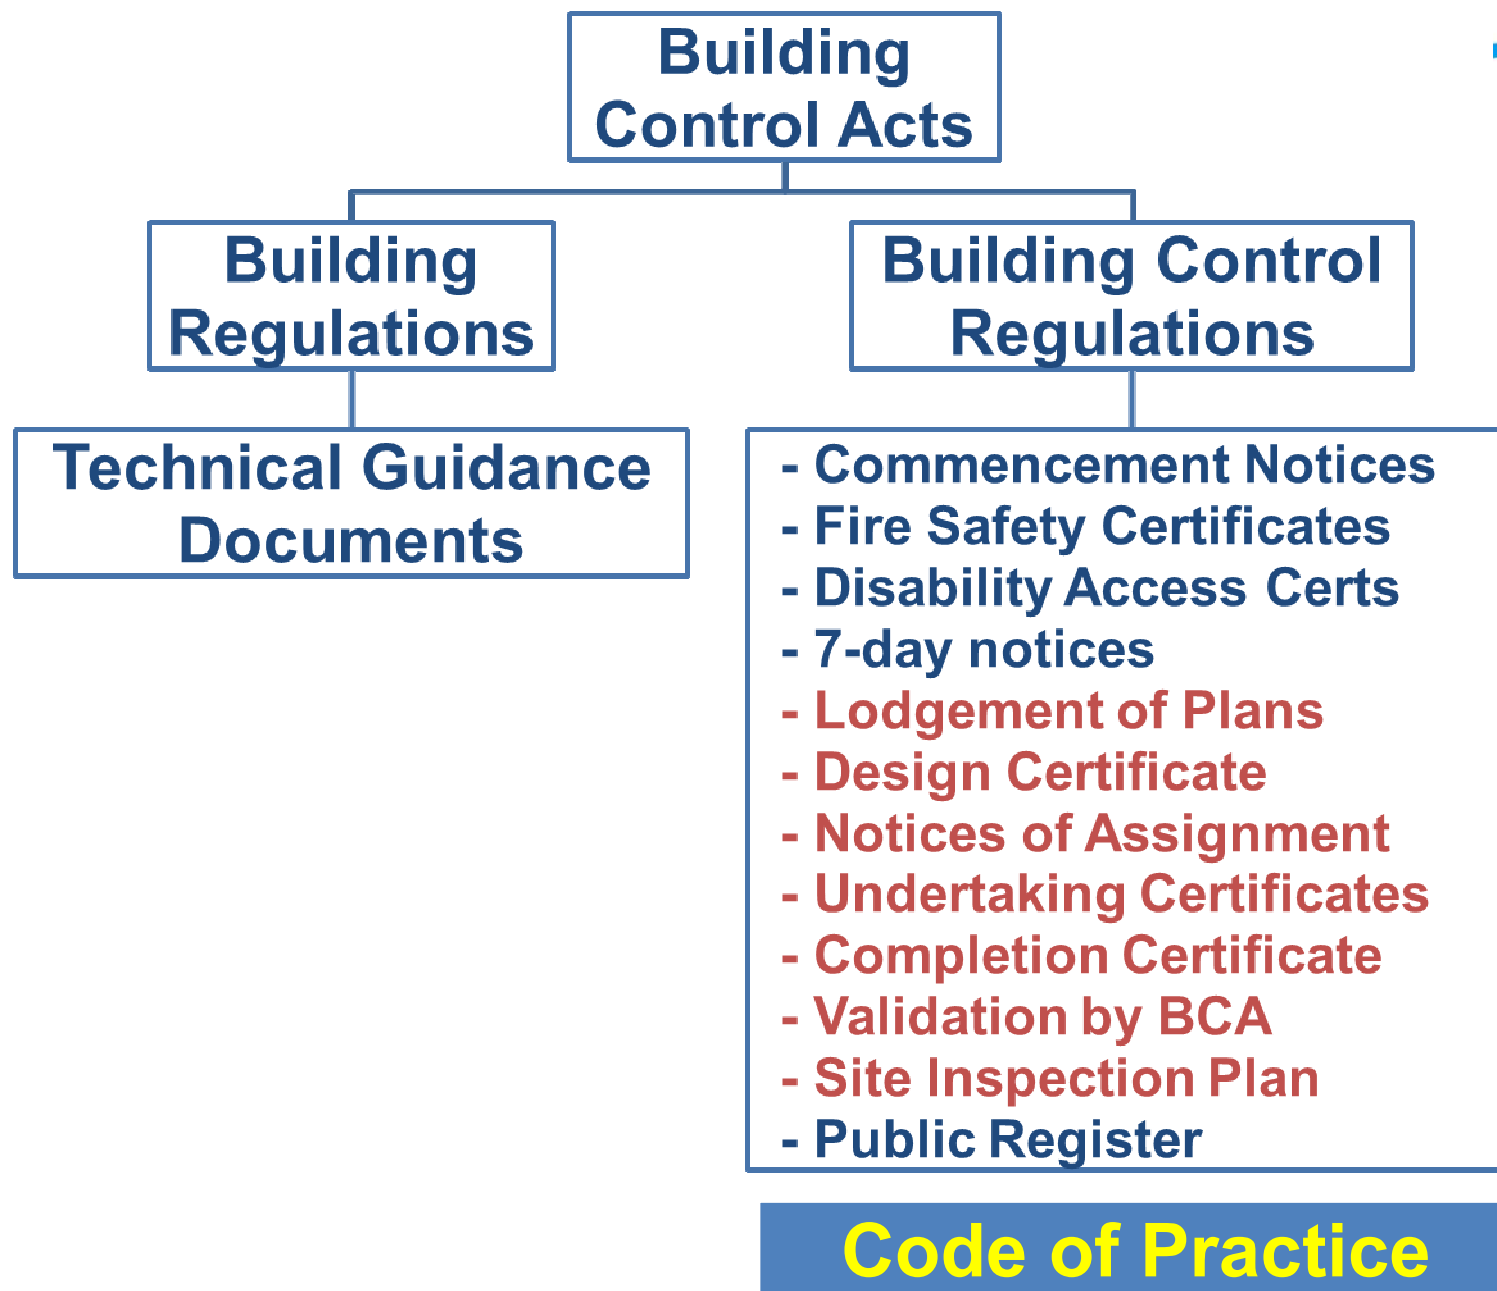 Building
Control Acts
Building
Regulations
Building Control
Regulations
Technical Guidance
Documents
- Commencement Notices
- Fire Safety Certificates
- Disability Access Certs
- 7-day notices
- Lodgement of Plans
- Design Certificate
- Notices of Assignment
- Undertaking Certificates
- Completion Certificate
- Validation by BCA
- Site Inspection Plan
- Public Register
Code of Practice